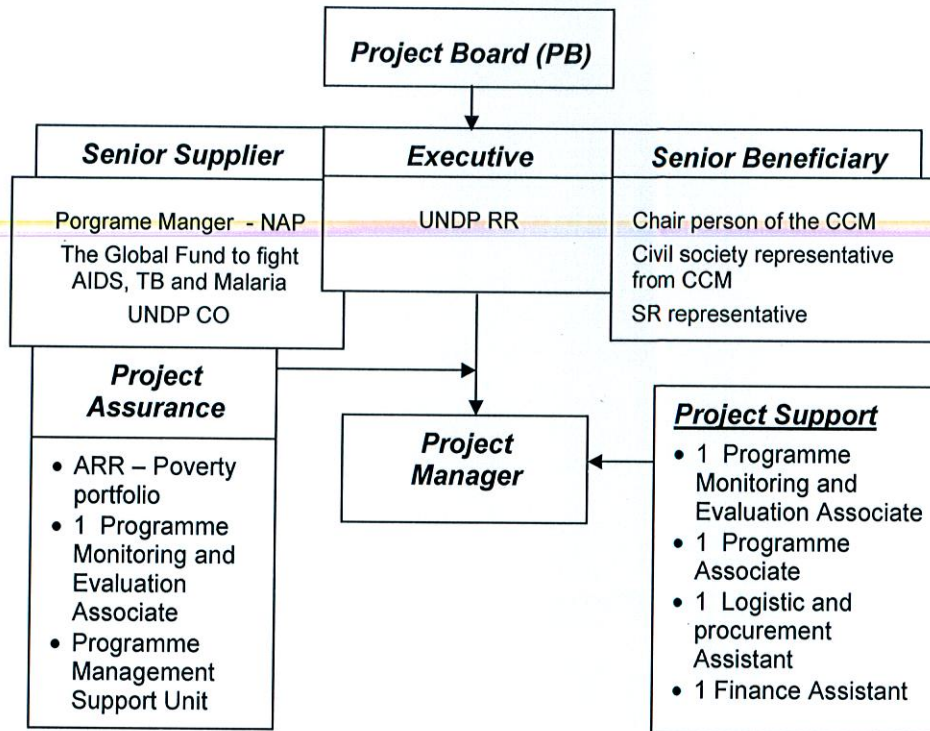 Project Board (PB)
Senior Supplier
Porgrame Manger - NAP
The Global Fund to fight
AIDS, TB and Malaria
UNDP CO
Executive
UNDP RR
Senior Beneficiary
Chair person of the CCM
Civil society representative
from CCM
SR representative
Project
Assurance
• ARR – Poverty
portfolio
• 1 Programme
Monitoring and
Evaluation
Associate
• Programme
Management
Support Unit
Project
Manager
Project Support
• 1 Programme
Monitoring and
Evaluation Associate
• 1 Programme
Associate
• 1 Logistic and
procurement
Assistant
• 1 Finance Assistant